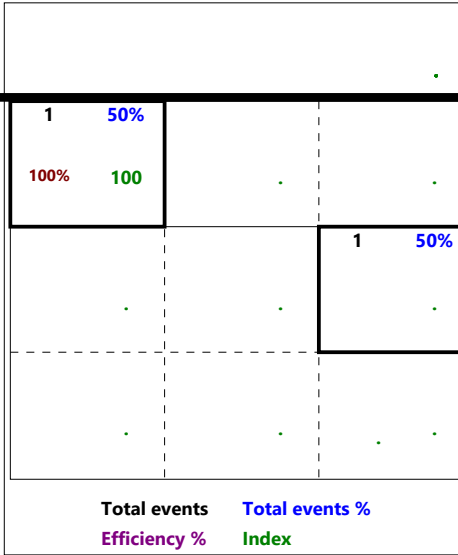 1 50%
100% 100
1 50%
Total events Total events %
Efficiency % Index